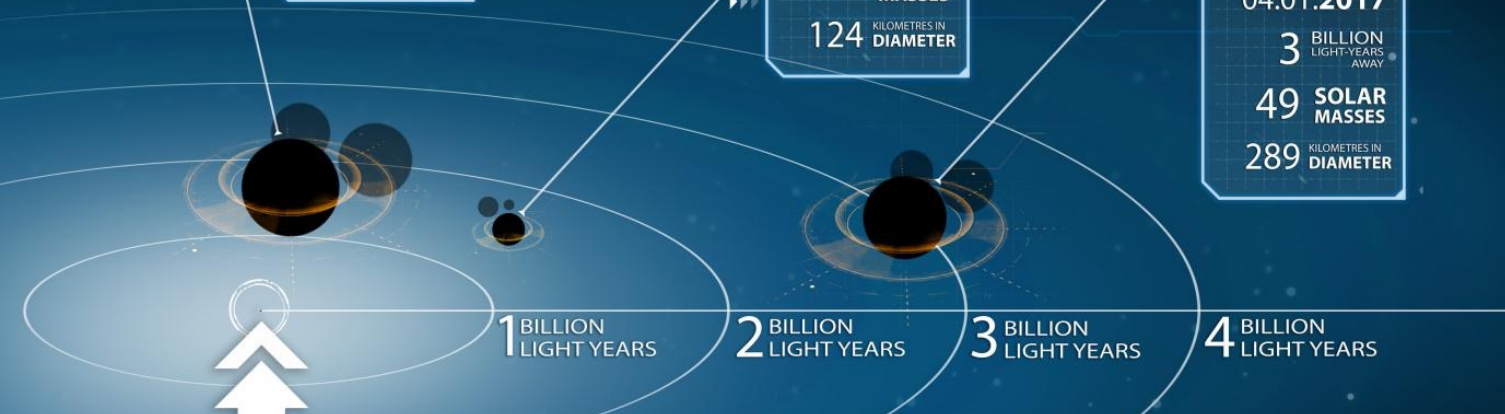 MASSES
124 KILOMETRES IN
DIAMETER
04.01.2017
3 BILLION
LIGHT-YEARS
AWAY
49 SOLAR
MASSES
289 KILOMETRES IN
DIAMETER
1 BILLION
LIGHT YEARS
2 BILLION
LIGHT YEARS
3 BILLION
LIGHT YEARS
4 BILLION
LIGHT YEARS